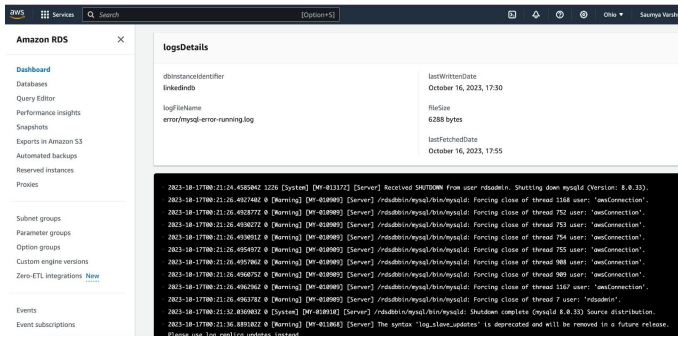 aws
Services
Search
[Option+S]
Ohio
Saumya Varsh
Amazon RDS
Dashboard
Databases
Query Editor
Performance insights
Snapshots
Exports in Amazon S3
Automated backups
Reserved instances
Proxies
Subnet groups
Parameter groups
Option groups
Custom engine versions
Zero-ETL integrations New
Events
Event subscriptions
logsDetails
dbInstanceIdentifier
linkedindb
logFileName
error/mysql-error-running.log
lastWrittenDate
October 16, 2023, 17:30
fileSize
6288 bytes
lastFetchedDate
October 16, 2023, 17:55
2023-10-17T00:21:24.458504Z 1226 [System] [MY-013172] [Server] Received SHUTDOWN from user rdsadmin. Shutting down mysqld (Version: 8.0.33).
2023-10-17T00:21:26.492740Z 0 [Warning] [MY-010909] [Server] /rdsdbbin/mysql/bin/mysqld: Forcing close of thread 1168 user: 'awsConnection'.
2023-10-17T00:21:26.492877Z 0 [Warning] [MY-010909] [Server] /rdsdbbin/mysql/bin/mysqld: Forcing close of thread 752 user: 'awsConnection'.
2023-10-17T00:21:26.493027Z 0 [Warning] [MY-010909] [Server] /rdsdbbin/mysql/bin/mysqld: Forcing close of thread 753 user: 'awsConnection'.
2023-10-17T00:21:26.493091Z 0 [Warning] [MY-010909] [Server] /rdsdbbin/mysql/bin/mysqld: Forcing close of thread 754 user: 'awsConnection'.
2023-10-17T00:21:26.495497Z 0 [Warning] [MY-010909] [Server] /rdsdbbin/mysql/bin/mysqld: Forcing close of thread 755 user: 'awsConnection'.
2023-10-17T00:21:26.495706Z 0 [Warning] [MY-010909] [Server] /rdsdbbin/mysql/bin/mysqld: Forcing close of thread 908 user: 'awsConnection'.
2023-10-17T00:21:26.496075Z 0 [Warning] [MY-010909] [Server] /rdsdbbin/mysql/bin/mysqld: Forcing close of thread 909 user: 'awsConnection'.
2023-10-17T00:21:26.496296Z 0 [Warning] [MY-010909] [Server] /rdsdbbin/mysql/bin/mysqld: Forcing close of thread 1167 user: 'awsConnection'.
2023-10-17T00:21:26.496378Z 0 [Warning] [MY-010909] [Server] /rdsdbbin/mysql/bin/mysqld: Forcing close of thread 7 user: 'rdsadmin'.
2023-10-17T00:21:32.036903Z 0 [System] [MY-010910] [Server] /rdsdbbin/mysql/bin/mysqld: Shutdown complete (mysqld 8.0.33) Source distribution.
2023-10-17T00:21:36.889102Z 0 [Warning] [MY-011068] [Server] The syntax 'log_slave_updates' is deprecated and will be removed in a future release.
Please use log_replica_updates instead.